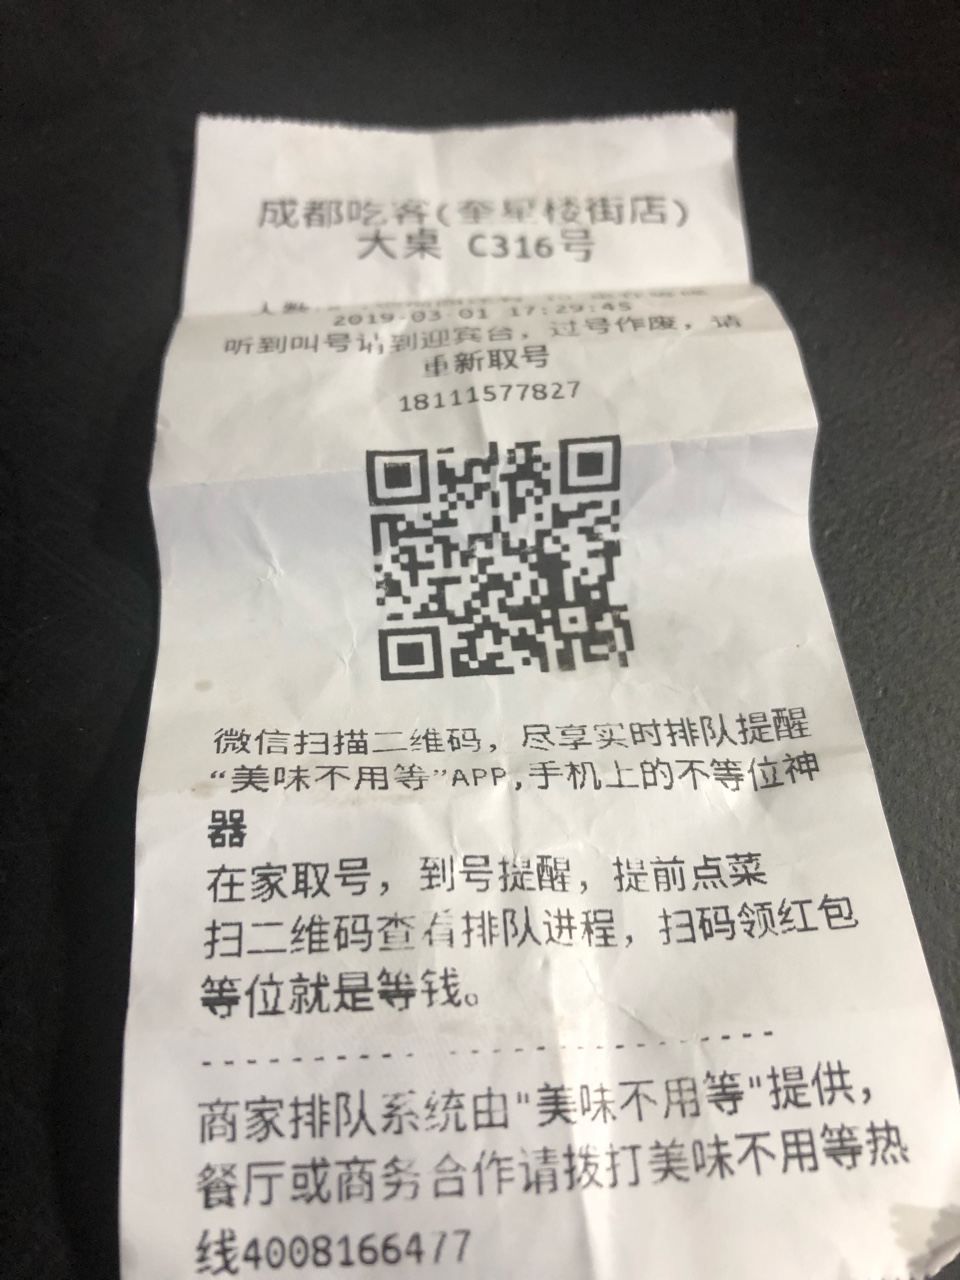 成都吃客(奎星楼街店)
大桌 C316号
人数:
2019-03-01 17:29:45
听到叫号请到迎宾台，过号作废，请
重新取号
18111577827
微信扫描二维码，尽享实时排队提醒
“美味不用等”APP,手机上的不等位神
器
在家取号，到号提醒，提前点菜
扫二维码查看排队进程，扫码领红包
等位就是等钱。
- - - - - - - - - - - - - - - - - - - - - - - - - - -
商家排队系统由"美味不用等"提供，
餐厅或商务合作请拨打美味不用等热
线4008166477